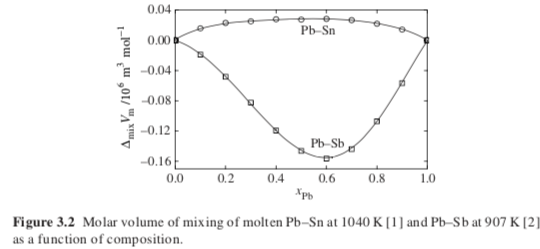 0.04
0.00
−0.04
−0.08
−0.12
−0.16
Δmix Vm /10⁶ m³ mol⁻¹
Pb–Sn
Pb–Sb
0.0 0.2 0.4 0.6 0.8 1.0
xPb
Figure 3.2 Molar volume of mixing of molten Pb–Sn at 1040 K [1] and Pb–Sb at 907 K [2]
as a function of composition.